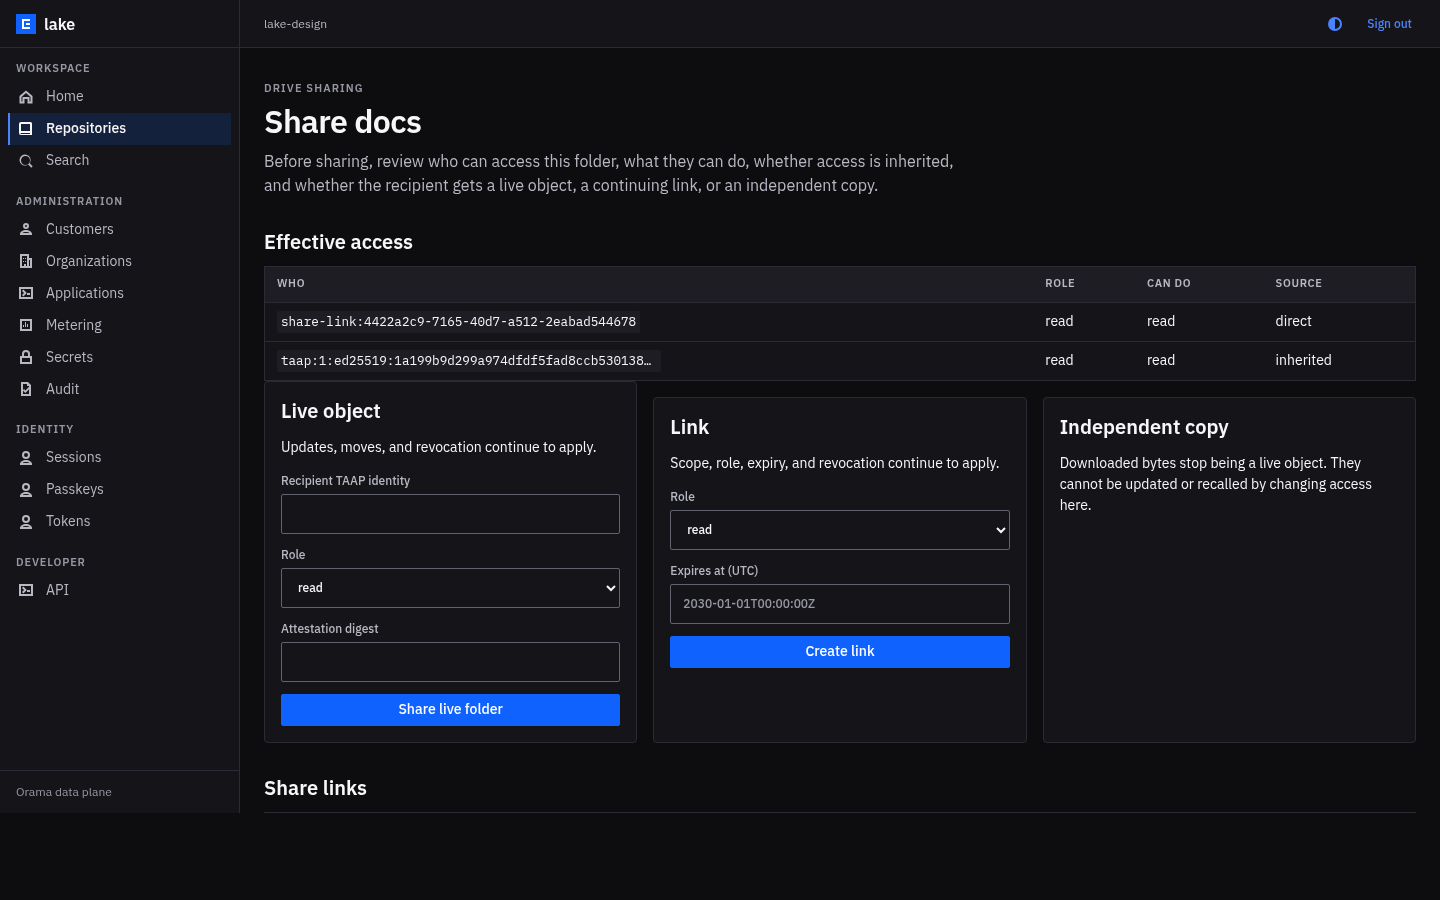 lake
lake-design
Sign out
WORKSPACE
Home
Repositories
Search
ADMINISTRATION
Customers
Organizations
Applications
Metering
Secrets
Audit
IDENTITY
Sessions
Passkeys
Tokens
DEVELOPER
API
Orama data plane
DRIVE SHARING
Share docs
Before sharing, review who can access this folder, what they can do, whether access is inherited,
and whether the recipient gets a live object, a continuing link, or an independent copy.
Effective access
WHO ROLE CAN DO SOURCE
share-link:4422a2c9-7165-40d7-a512-2eabad544678 read read direct
taap:1:ed25519:1a199b9d299a974dfdf5fad8ccb530138… read read inherited
Live object
Updates, moves, and revocation continue to apply.
Recipient TAAP identity
Role
read
Attestation digest
Share live folder
Link
Scope, role, expiry, and revocation continue to apply.
Role
read
Expires at (UTC)
2030-01-01T00:00:00Z
Create link
Independent copy
Downloaded bytes stop being a live object. They
cannot be updated or recalled by changing access
here.
Share links